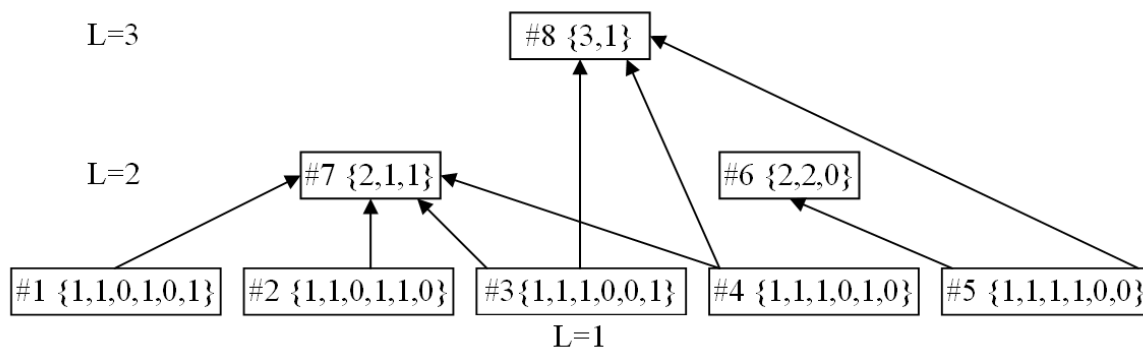 L=3
#8 {3,1}
L=2
#7 {2,1,1}
#6 {2,2,0}
#1 {1,1,0,1,0,1}
#2 {1,1,0,1,1,0}
#3{1,1,1,0,0,1}
#4 {1,1,1,0,1,0}
#5 {1,1,1,1,0,0}
L=1